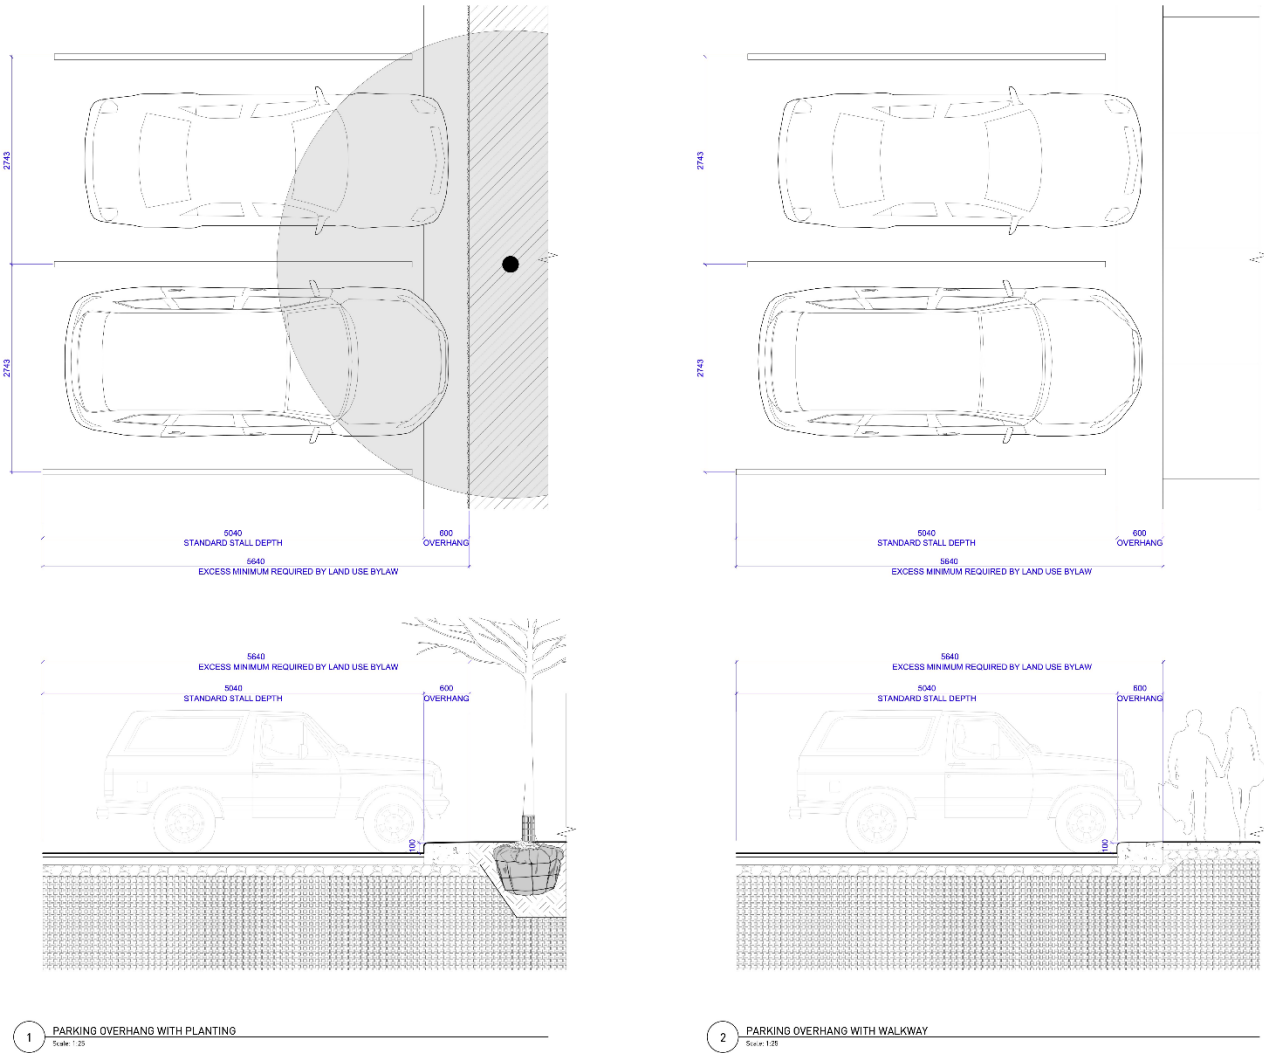 2743
2743
5040
STANDARD STALL DEPTH
600
OVERHANG
5640
EXCESS MINIMUM REQUIRED BY LAND USE BYLAW
5640
EXCESS MINIMUM REQUIRED BY LAND USE BYLAW
5040
STANDARD STALL DEPTH
600
OVERHANG
100
1
PARKING OVERHANG WITH PLANTING
Scale: 1:25
2743
2743
5040
STANDARD STALL DEPTH
600
OVERHANG
5640
EXCESS MINIMUM REQUIRED BY LAND USE BYLAW
5640
EXCESS MINIMUM REQUIRED BY LAND USE BYLAW
5040
STANDARD STALL DEPTH
600
OVERHANG
100
2
PARKING OVERHANG WITH WALKWAY
Scale: 1:25